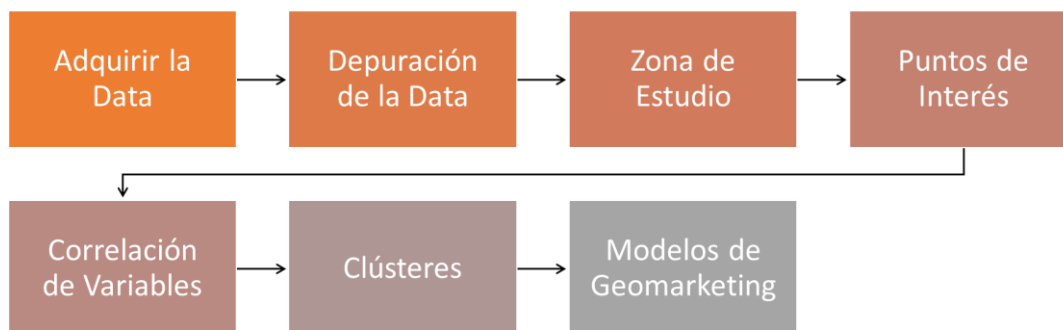 Adquirir la
Data
Depuración
de la Data
Zona de
Estudio
Puntos de
Interés
Correlación
de Variables
Clústeres
Modelos de
Geomarketing